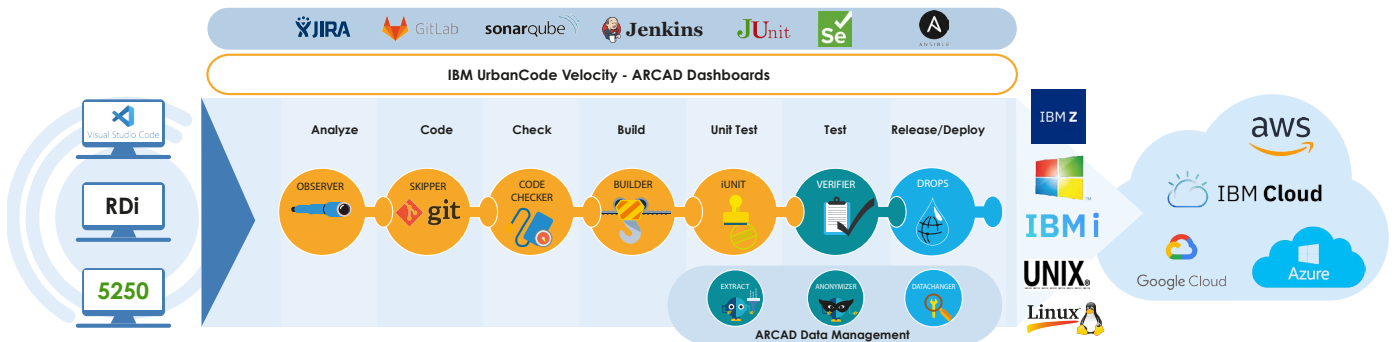 JIRA
GitLab
sonarqube
Jenkins
JUnit
Se
ANSIBLE
IBM UrbanCode Velocity - ARCAD Dashboards
Visual Studio Code
RDi
5250
Analyze
Code
Check
Build
Unit Test
Test
Release/Deploy
OBSERVER
SKIPPER
git
CODE
CHECKER
BUILDER
iUNIT
VERIFIER
DROPS
EXTRACT
ANONYMIZER
DATACHANGER
ARCAD Data Management
IBM Z
IBM i
UNIX®
Linux
aws
IBM Cloud
Google Cloud
Azure